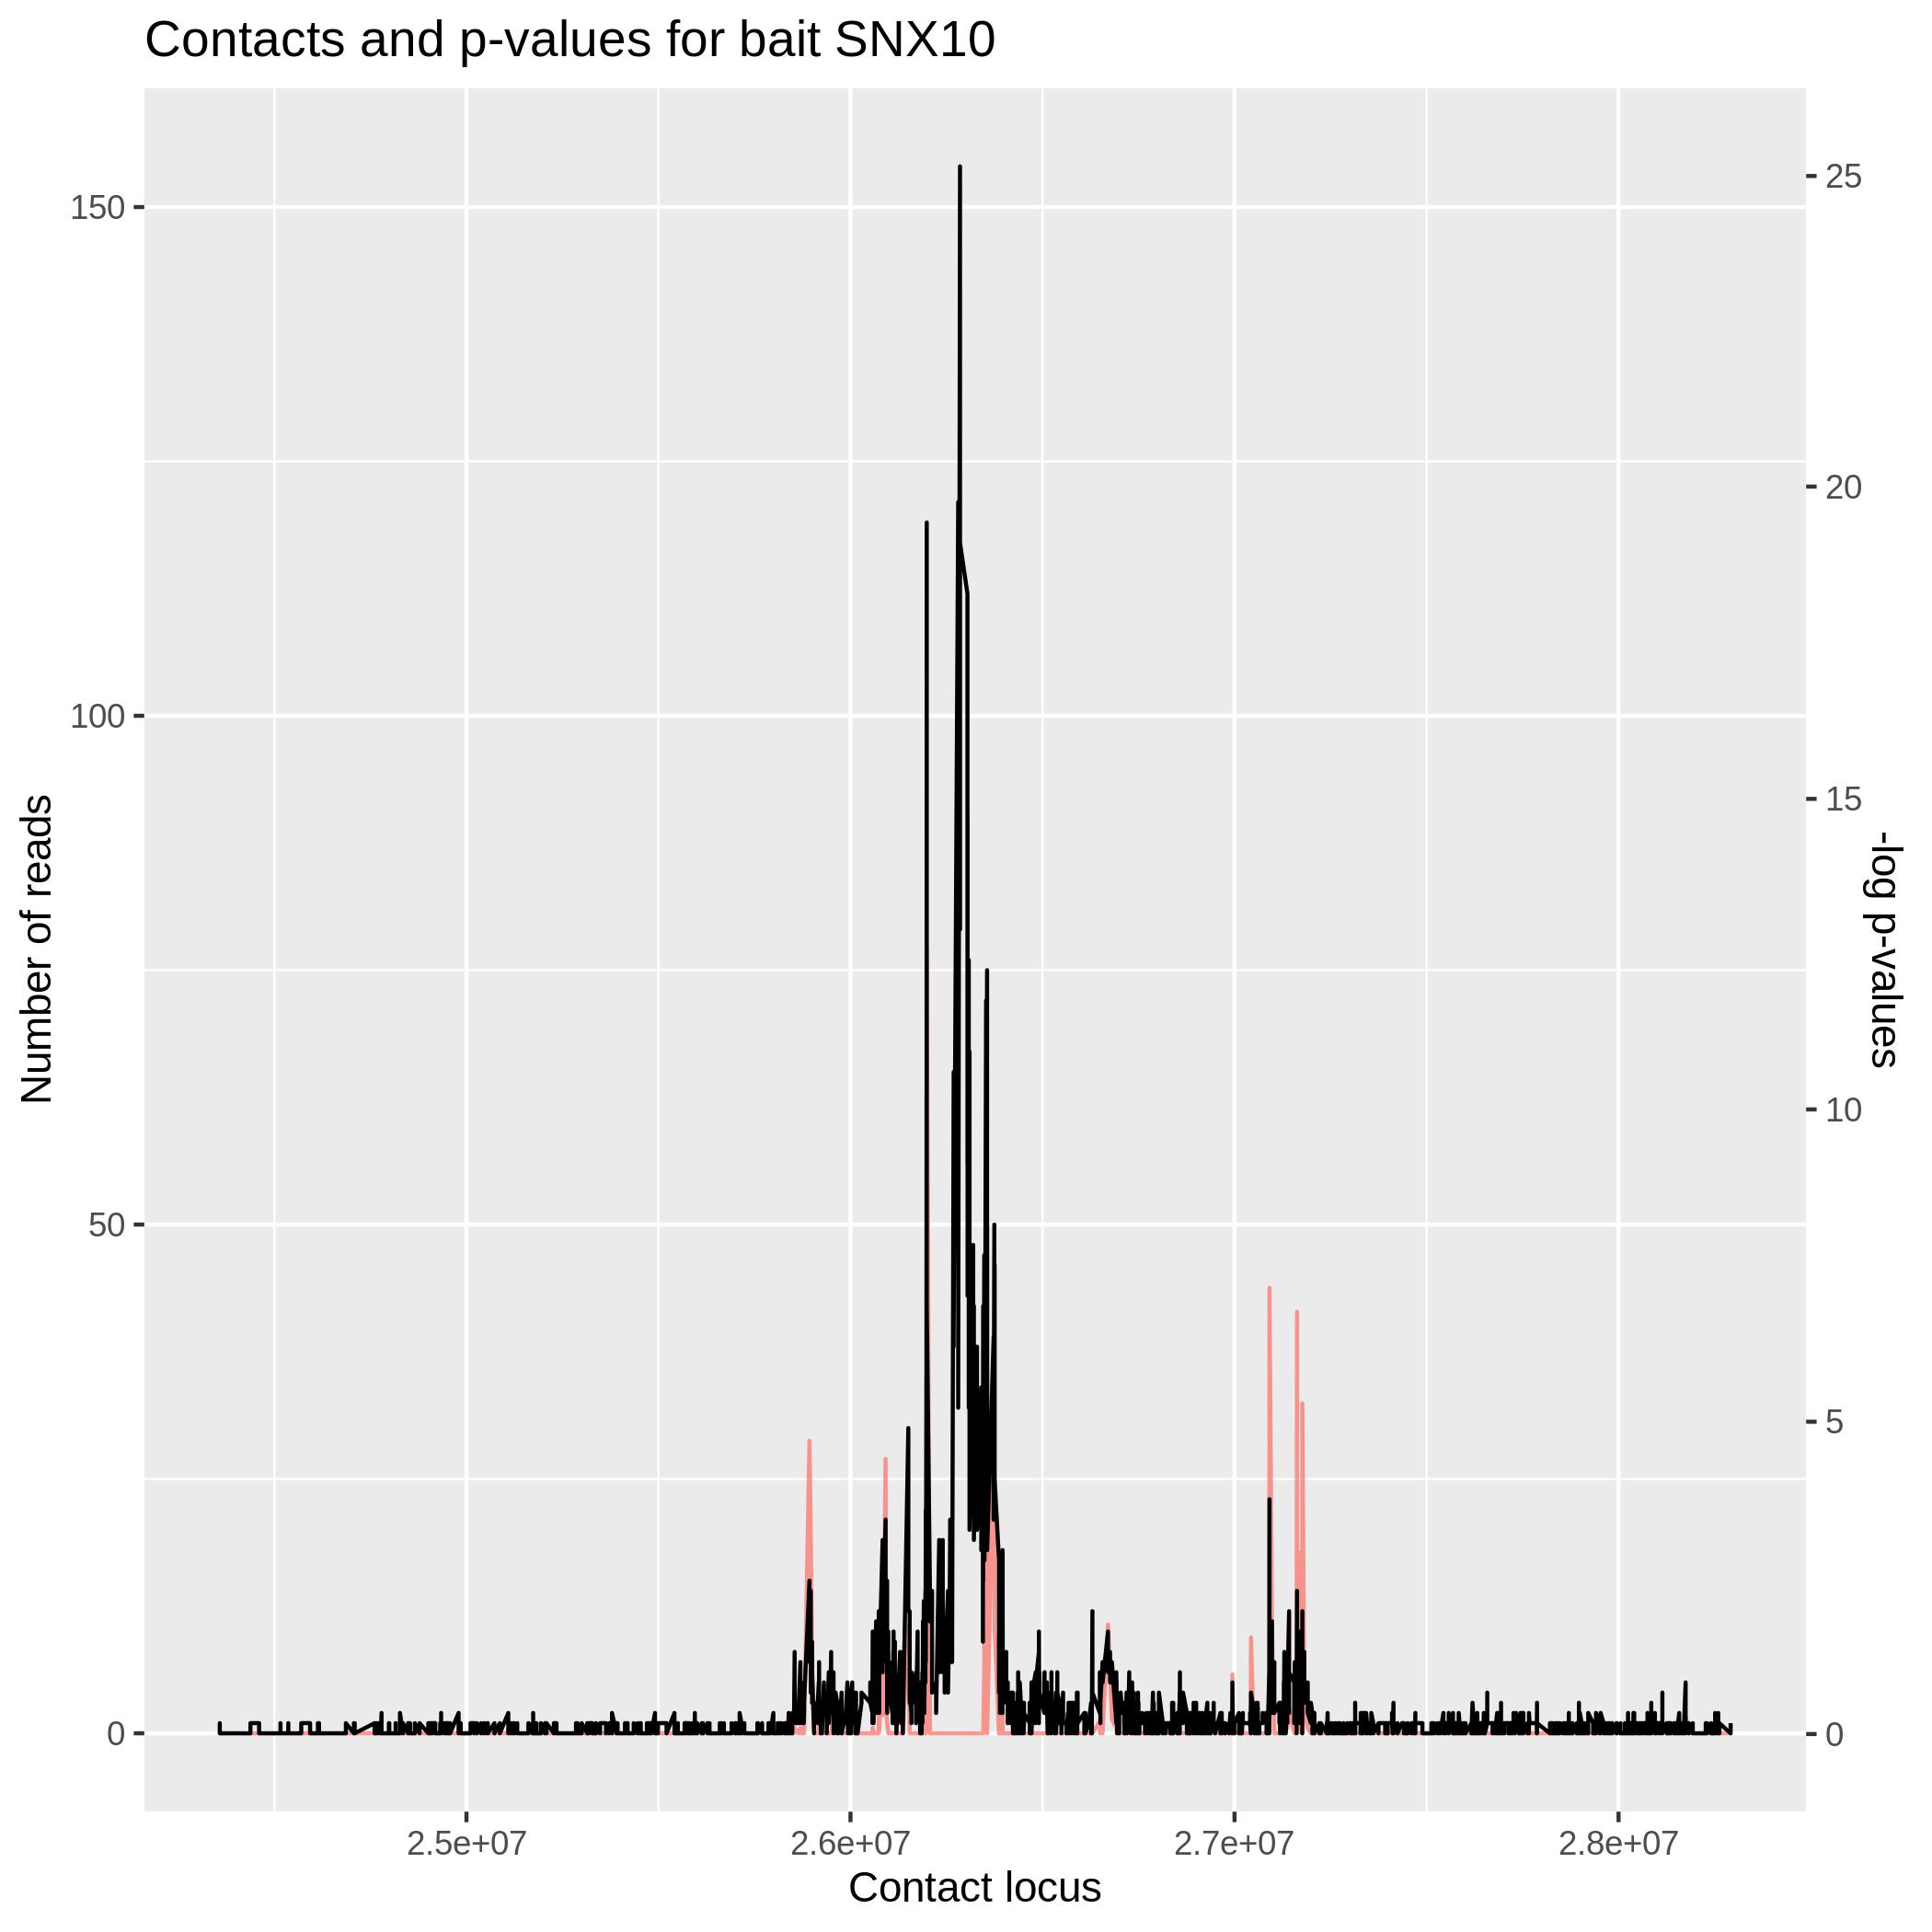 Contacts and p-values for bait SNX10
150
100
50
0
Number of reads
25
20
15
10
5
0
-log p-values
2.5e+07
2.6e+07
2.7e+07
2.8e+07
Contact locus